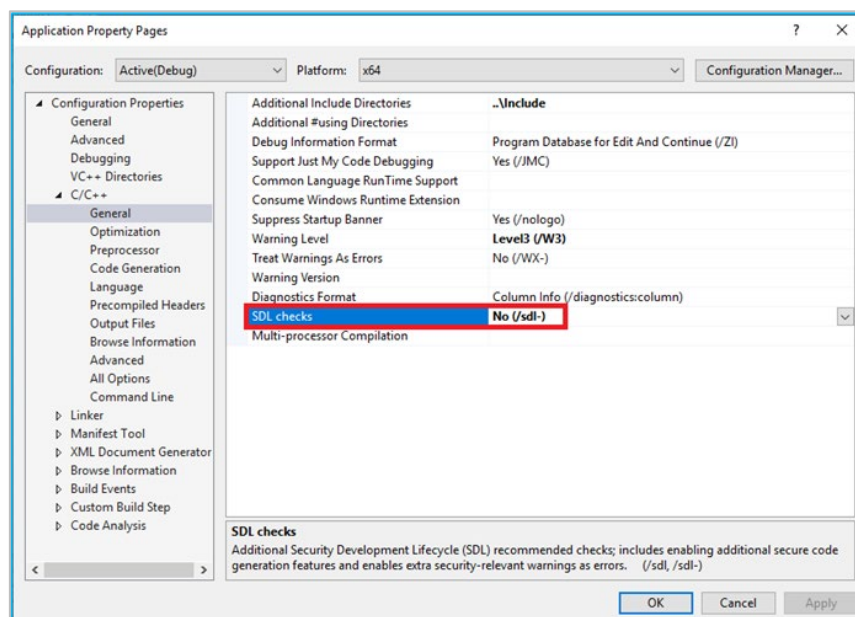 Application Property Pages ? ×
Configuration: Active(Debug) Platform: x64 Configuration Manager...
Configuration Properties
General
Advanced
Debugging
VC++ Directories
C/C++
General
Optimization
Preprocessor
Code Generation
Language
Precompiled Headers
Output Files
Browse Information
Advanced
All Options
Command Line
Linker
Manifest Tool
XML Document Generator
Browse Information
Build Events
Custom Build Step
Code Analysis
Additional Include Directories ..\Include
Additional #using Directories
Debug Information Format Program Database for Edit And Continue (/ZI)
Support Just My Code Debugging Yes (/JMC)
Common Language RunTime Support
Consume Windows Runtime Extension
Suppress Startup Banner Yes (/nologo)
Warning Level Level3 (/W3)
Treat Warnings As Errors No (/WX-)
Warning Version
Diagnostics Format Column Info (/diagnostics:column)
SDL checks No (/sdl-)
Multi-processor Compilation
SDL checks
Additional Security Development Lifecycle (SDL) recommended checks; includes enabling additional secure code
generation features and enables extra security-relevant warnings as errors. (/sdl, /sdl-)
OK Cancel Apply